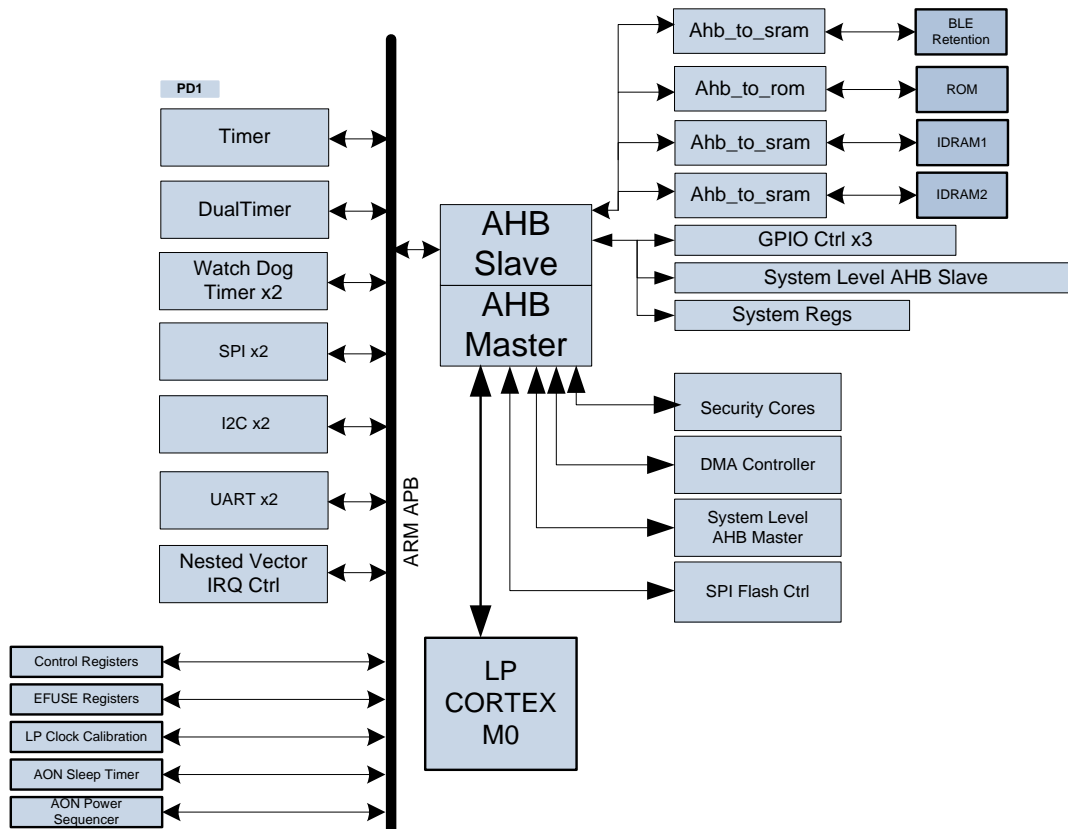 PD1
Timer
DualTimer
Watch Dog
Timer x2
SPI x2
I2C x2
UART x2
Nested Vector
IRQ Ctrl
Control Registers
EFUSE Registers
LP Clock Calibration
AON Sleep Timer
AON Power
Sequencer
ARM APB
AHB
Slave
AHB
Master
LP
CORTEX
M0
Ahb_to_sram
BLE
Retention
Ahb_to_rom
ROM
Ahb_to_sram
IDRAM1
Ahb_to_sram
IDRAM2
GPIO Ctrl x3
System Level AHB Slave
System Regs
Security Cores
DMA Controller
System Level
AHB Master
SPI Flash Ctrl